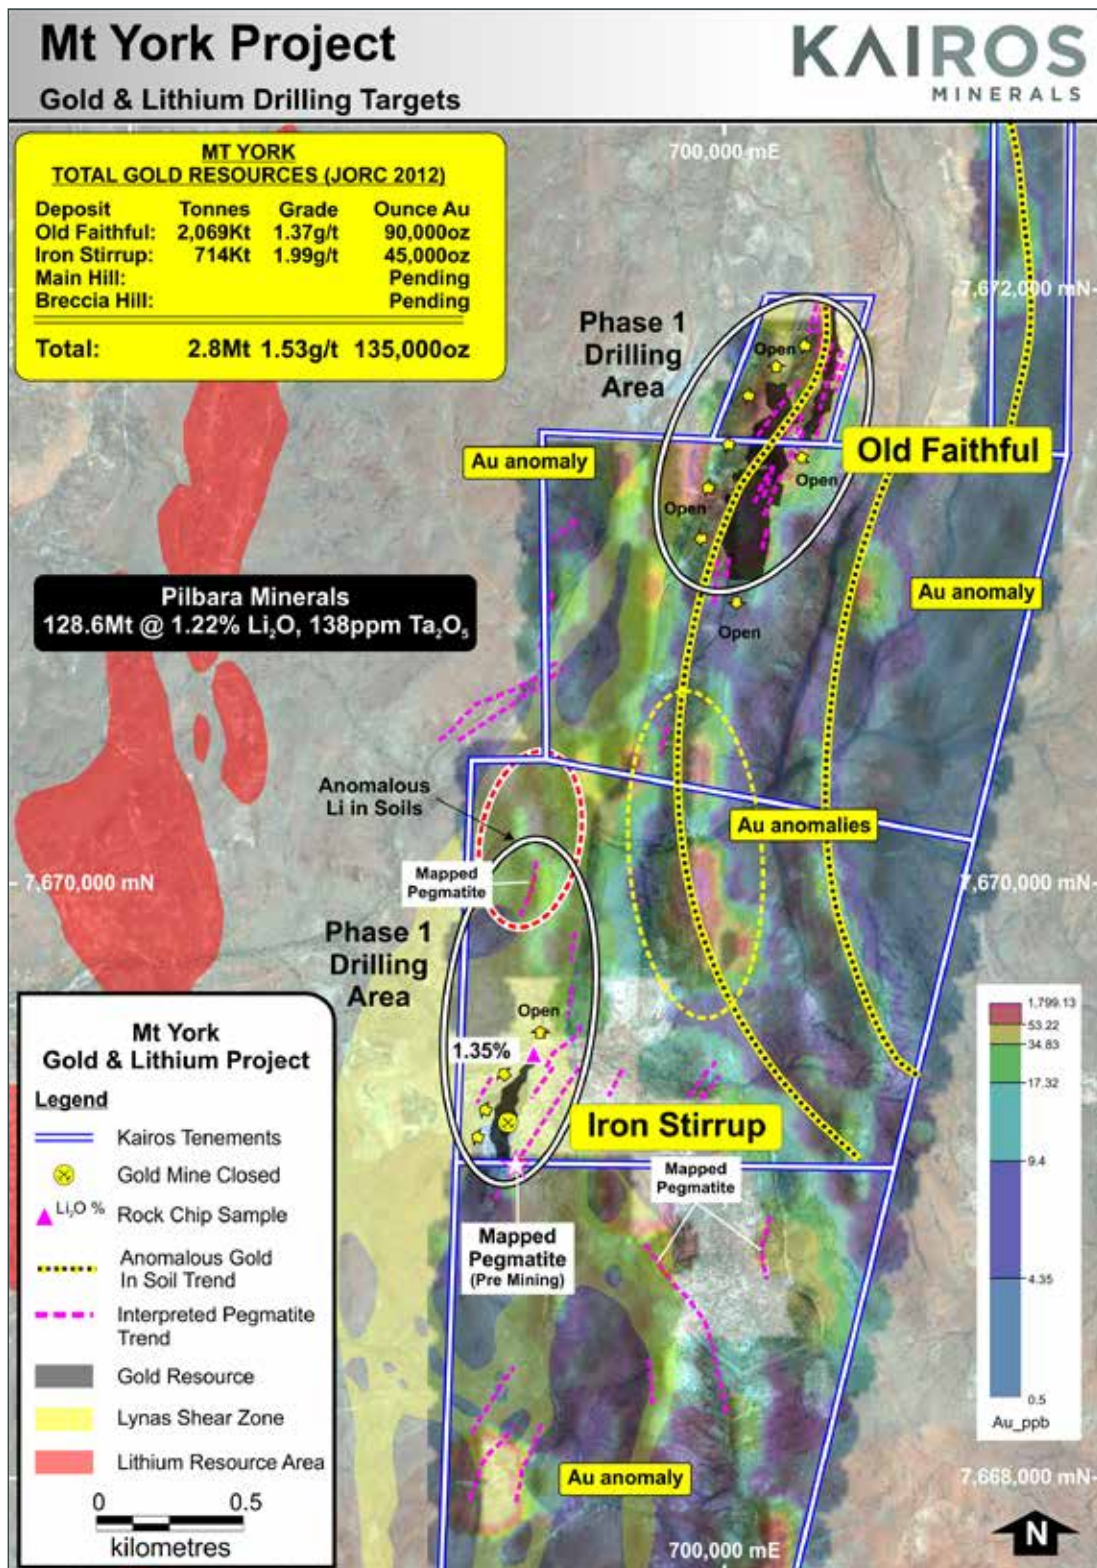 Mt York Project
Gold & Lithium Drilling Targets
KAIROS
MINERALS
MT YORK
TOTAL GOLD RESOURCES (JORC 2012)
Deposit Tonnes Grade Ounce Au
Old Faithful: 2,069Kt 1.37g/t 90,000oz
Iron Stirrup: 714Kt 1.99g/t 45,000oz
Main Hill: Pending
Breccia Hill: Pending
Total: 2.8Mt 1.53g/t 135,000oz
700,000 mE
7,672,000 mN
Phase 1
Drilling
Area
Open
Au anomaly
Old Faithful
Open
Open
Pilbara Minerals
128.6Mt @ 1.22% Li₂O, 138ppm Ta₂O₅
Au anomaly
Open
Anomalous
Li in Soils
Au anomalies
Mapped
Pegmatite
7,670,000 mN
7,670,000 mN
Phase 1
Drilling
Area
Open
1.35%
Iron Stirrup
Mapped
Pegmatite
Mapped
Pegmatite
(Pre Mining)
Au anomaly
7,668,000 mN
700,000 mE
N
Mt York
Gold & Lithium Project
Legend
Kairos Tenements
Gold Mine Closed
Li₂O % Rock Chip Sample
Anomalous Gold
In Soil Trend
Interpreted Pegmatite
Trend
Gold Resource
Lynas Shear Zone
Lithium Resource Area
0 0.5
kilometres
1,799.13
53.22
34.83
17.32
9.4
4.35
0.5
Au_ppb